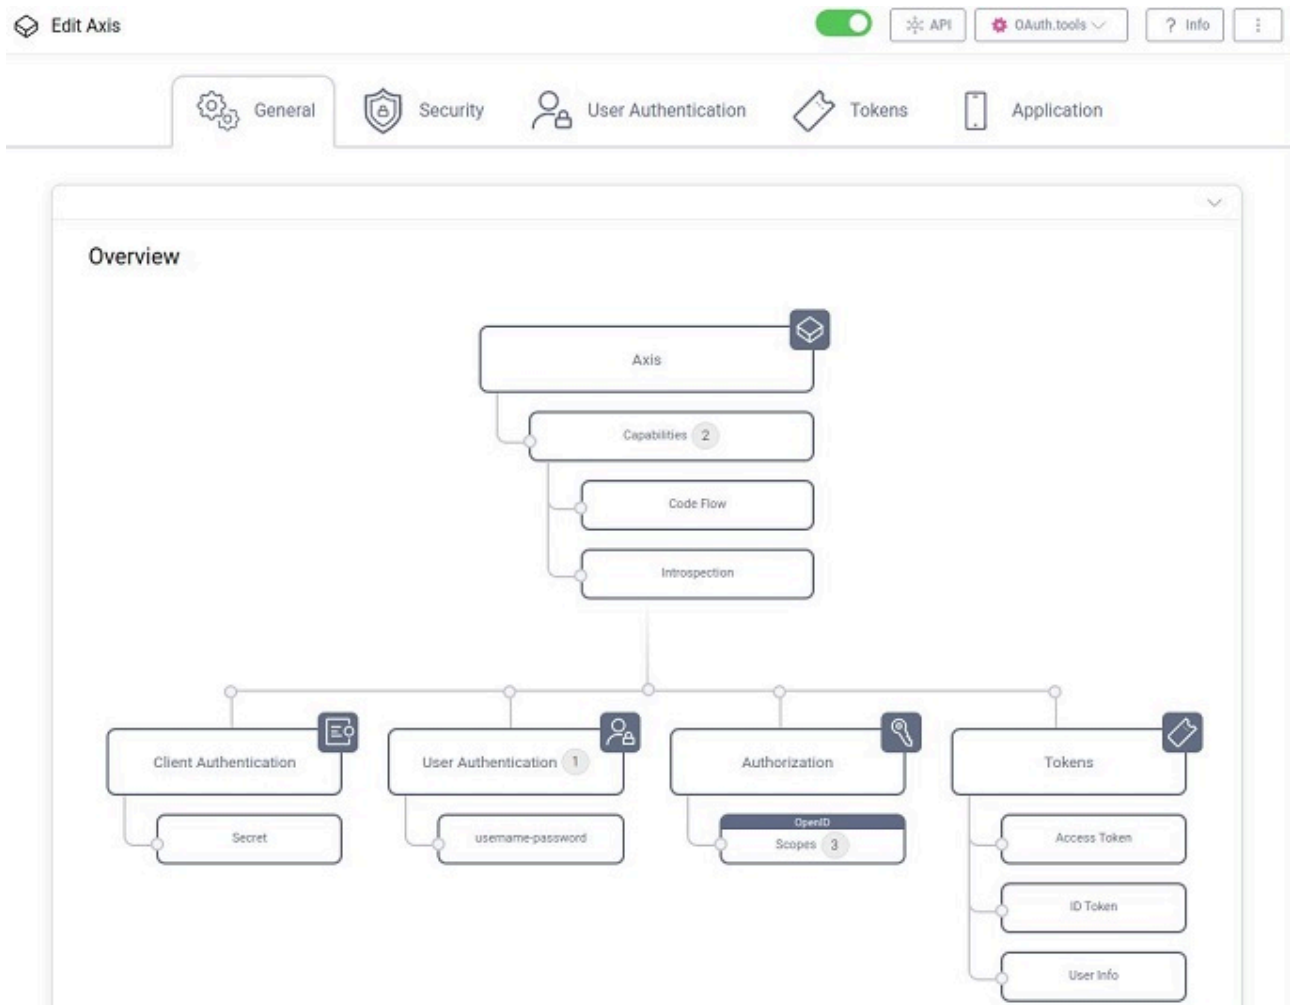 Edit Axis
API
OAuth.tools
? Info
General
Security
User Authentication
Tokens
Application
Overview
Axis
Capabilities 2
Code Flow
Introspection
Client Authentication
User Authentication 1
Authorization
Tokens
Secret
username-password
OpenID
Scopes 3
Access Token
ID Token
User Info